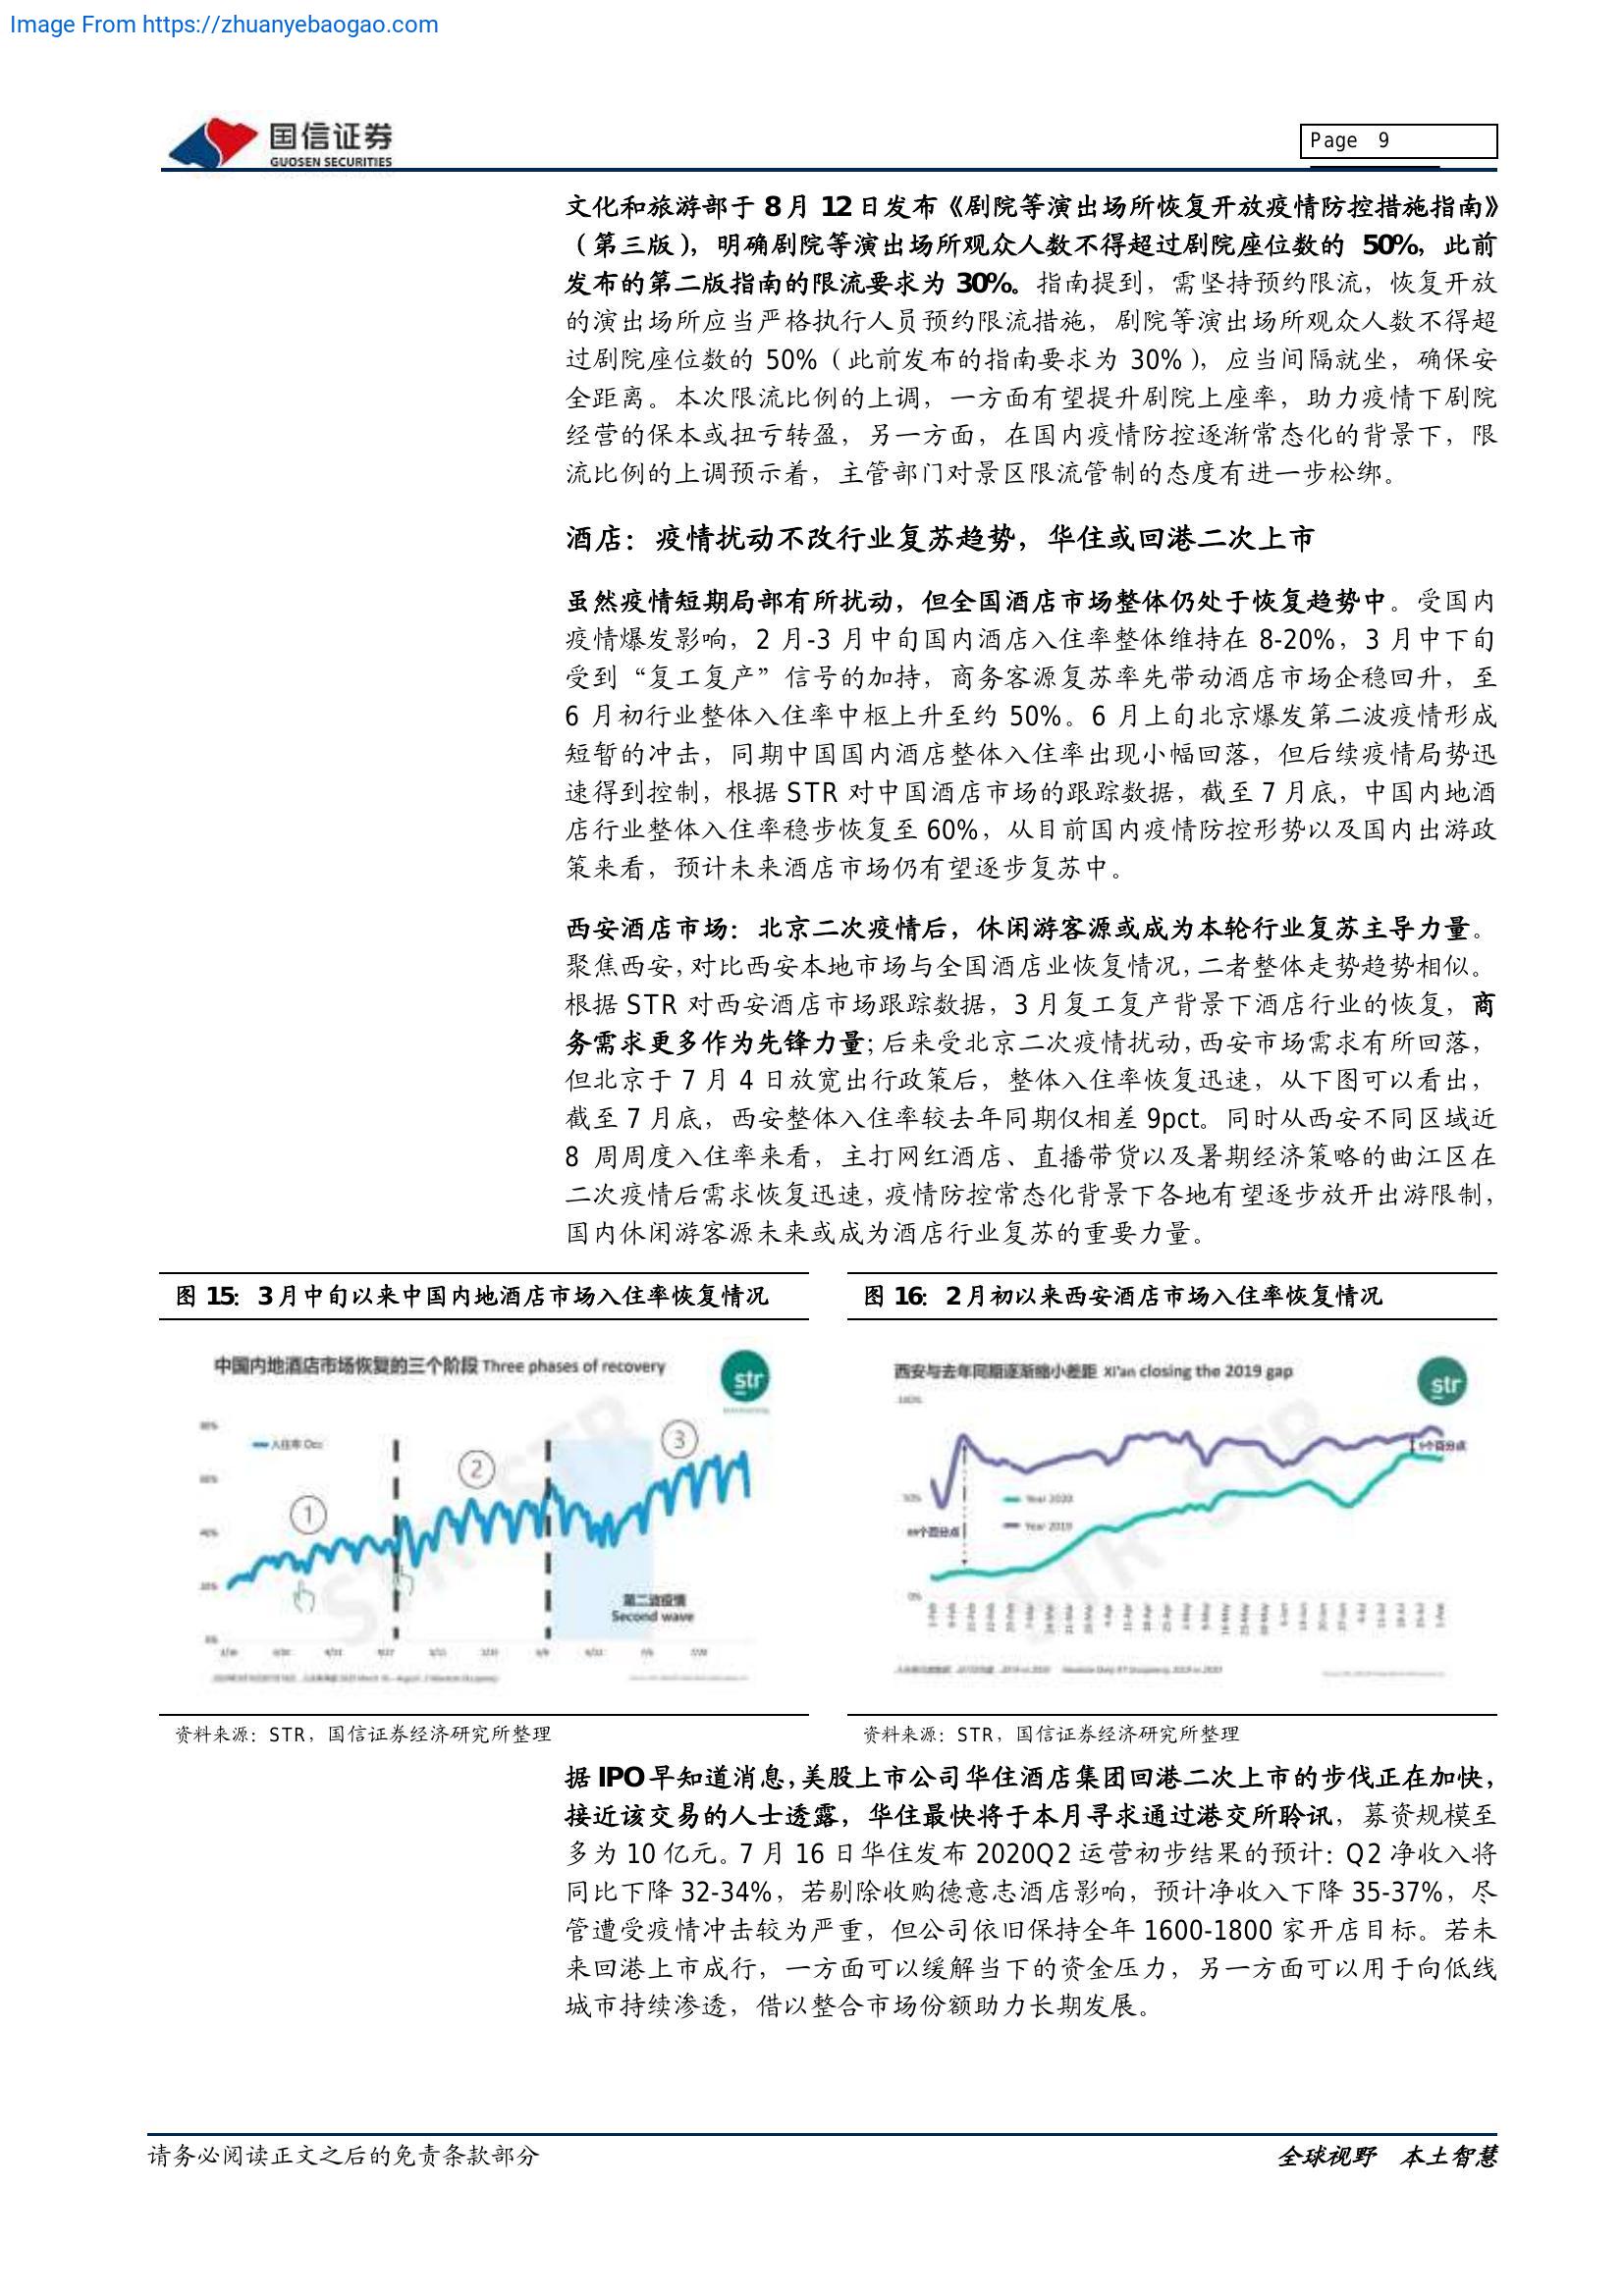 Image From https://zhuanyebaogao.com
国信证券
GUOSEN SECURITIES
Page 9
文化和旅游部于 8 月 12 日发布《剧院等演出场所恢复开放疫情防控措施指南》
（第三版），明确剧院等演出场所观众人数不得超过剧院座位数的 50%，此前
发布的第二版指南的限流要求为 30%。指南提到，需坚持预约限流，恢复开放
的演出场所应当严格执行人员预约限流措施，剧院等演出场所观众人数不得超
过剧院座位数的 50%（此前发布的指南要求为 30%），应当间隔就坐，确保安
全距离。本次限流比例的上调，一方面有望提升剧院上座率，助力疫情下剧院
经营的保本或扭亏转盈，另一方面，在国内疫情防控逐渐常态化的背景下，限
流比例的上调预示着，主管部门对景区限流管制的态度有进一步松绑。
酒店：疫情扰动不改行业复苏趋势，华住或回港二次上市
虽然疫情短期局部有所扰动，但全国酒店市场整体仍处于恢复趋势中。受国内
疫情爆发影响，2 月-3 月中旬国内酒店入住率整体维持在 8-20%，3 月中下旬
受到“复工复产”信号的加持，商务客源复苏率先带动酒店市场企稳回升，至
6 月初行业整体入住率中枢上升至约 50%。6 月上旬北京爆发第二波疫情形成
短暂的冲击，同期中国国内酒店整体入住率出现小幅回落，但后续疫情局势迅
速得到控制，根据 STR 对中国酒店市场的跟踪数据，截至 7 月底，中国内地酒
店行业整体入住率稳步恢复至 60%，从目前国内疫情防控形势以及国内出游政
策来看，预计未来酒店市场仍有望逐步复苏中。
西安酒店市场：北京二次疫情后，休闲游客源或成为本轮行业复苏主导力量。
聚焦西安，对比西安本地市场与全国酒店业恢复情况，二者整体走势趋势相似。
根据 STR 对西安酒店市场跟踪数据，3 月复工复产背景下酒店行业的恢复，商
务需求更多作为先锋力量；后来受北京二次疫情扰动，西安市场需求有所回落，
但北京于 7 月 4 日放宽出行政策后，整体入住率恢复迅速，从下图可以看出，
截至 7 月底，西安整体入住率较去年同期仅相差 9pct。同时从西安不同区域近
8 周周度入住率来看，主打网红酒店、直播带货以及暑期经济策略的曲江区在
二次疫情后需求恢复迅速，疫情防控常态化背景下各地有望逐步放开出游限制，
国内休闲游客源未来或成为酒店行业复苏的重要力量。
图 15：3 月中旬以来中国内地酒店市场入住率恢复情况
中国内地酒店市场恢复的三个阶段 Three phases of recovery
str
入住率 Occ
80%
60%
40%
20%
0%
1
2
3
第二波疫情
Second wave
STR STR
资料来源：STR，国信证券经济研究所整理
图 16：2 月初以来西安酒店市场入住率恢复情况
西安与去年同期逐渐缩小差距 Xi'an closing the 2019 gap
str
100%
50%
0%
Year 2020
Year 2019
9个百分点
STR STR
资料来源：STR，国信证券经济研究所整理
据 IPO 早知道消息，美股上市公司华住酒店集团回港二次上市的步伐正在加快，
接近该交易的人士透露，华住最快将于本月寻求通过港交所聆讯，募资规模至
多为 10 亿元。7 月 16 日华住发布 2020Q2 运营初步结果的预计：Q2 净收入将
同比下降 32-34%，若剔除收购德意志酒店影响，预计净收入下降 35-37%，尽
管遭受疫情冲击较为严重，但公司依旧保持全年 1600-1800 家开店目标。若未
来回港上市成行，一方面可以缓解当下的资金压力，另一方面可以用于向低线
城市持续渗透，借以整合市场份额助力长期发展。
请务必阅读正文之后的免责条款部分
全球视野 本土智慧